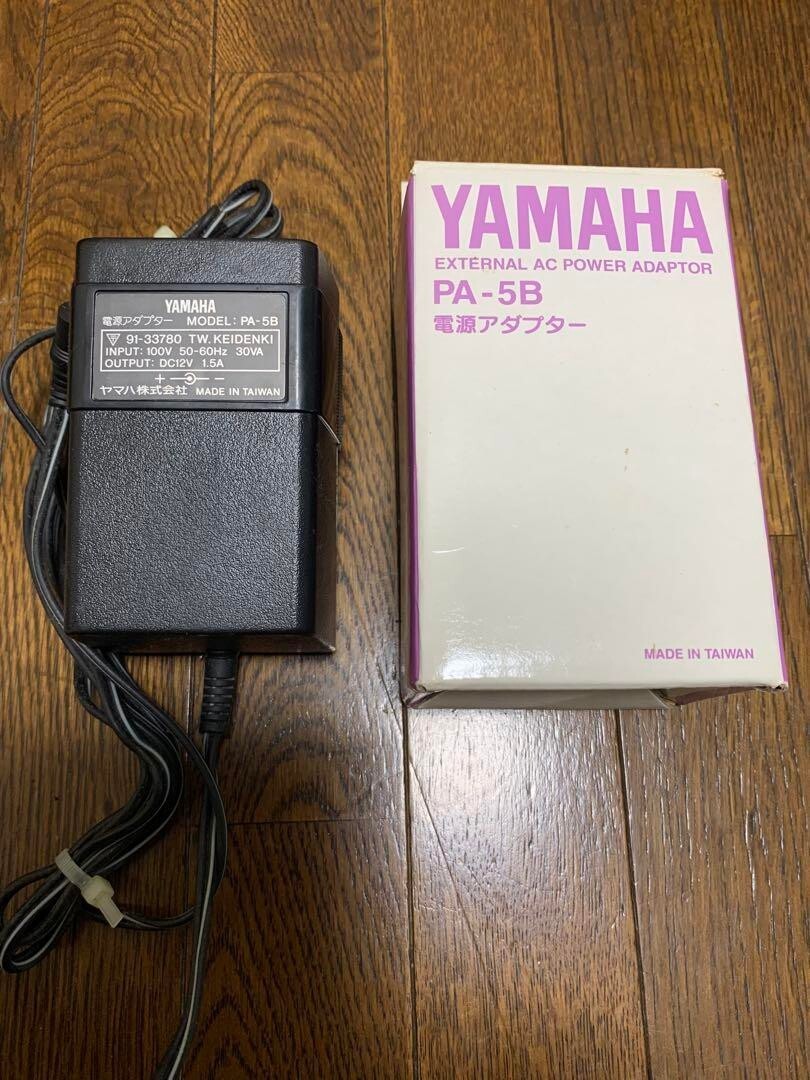 YAMAHA
電源アダプター MODEL: PA-5B
91-33780 TW. KEIDENKI
INPUT: 100V 50-60Hz 30VA
OUTPUT: DC12V 1.5A
+ −
ヤマハ株式会社 MADE IN TAIWAN
YAMAHA
EXTERNAL AC POWER ADAPTOR
PA-5B
電源アダプター
MADE IN TAIWAN